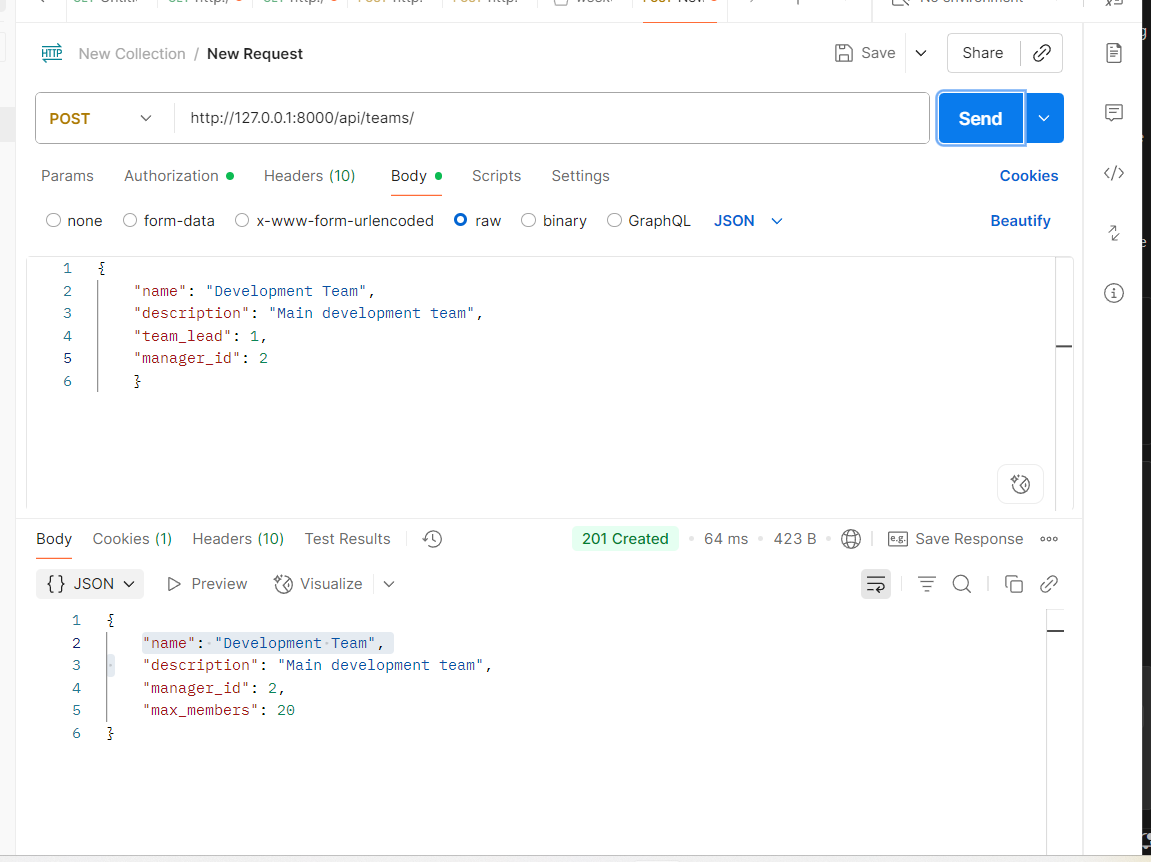 No environment
HTTP New Collection / New Request Save Share
POST http://127.0.0.1:8000/api/teams/ Send
Params Authorization Headers (10) Body Scripts Settings Cookies
none form-data x-www-form-urlencoded raw binary GraphQL JSON Beautify
1 {
2 "name": "Development Team",
3 "description": "Main development team",
4 "team_lead": 1,
5 "manager_id": 2
6 }
Body Cookies (1) Headers (10) Test Results 201 Created 64 ms 423 B e.g. Save Response
{} JSON Preview Visualize
1 {
2 "name": "Development Team",
3 "description": "Main development team",
4 "manager_id": 2,
5 "max_members": 20
6 }